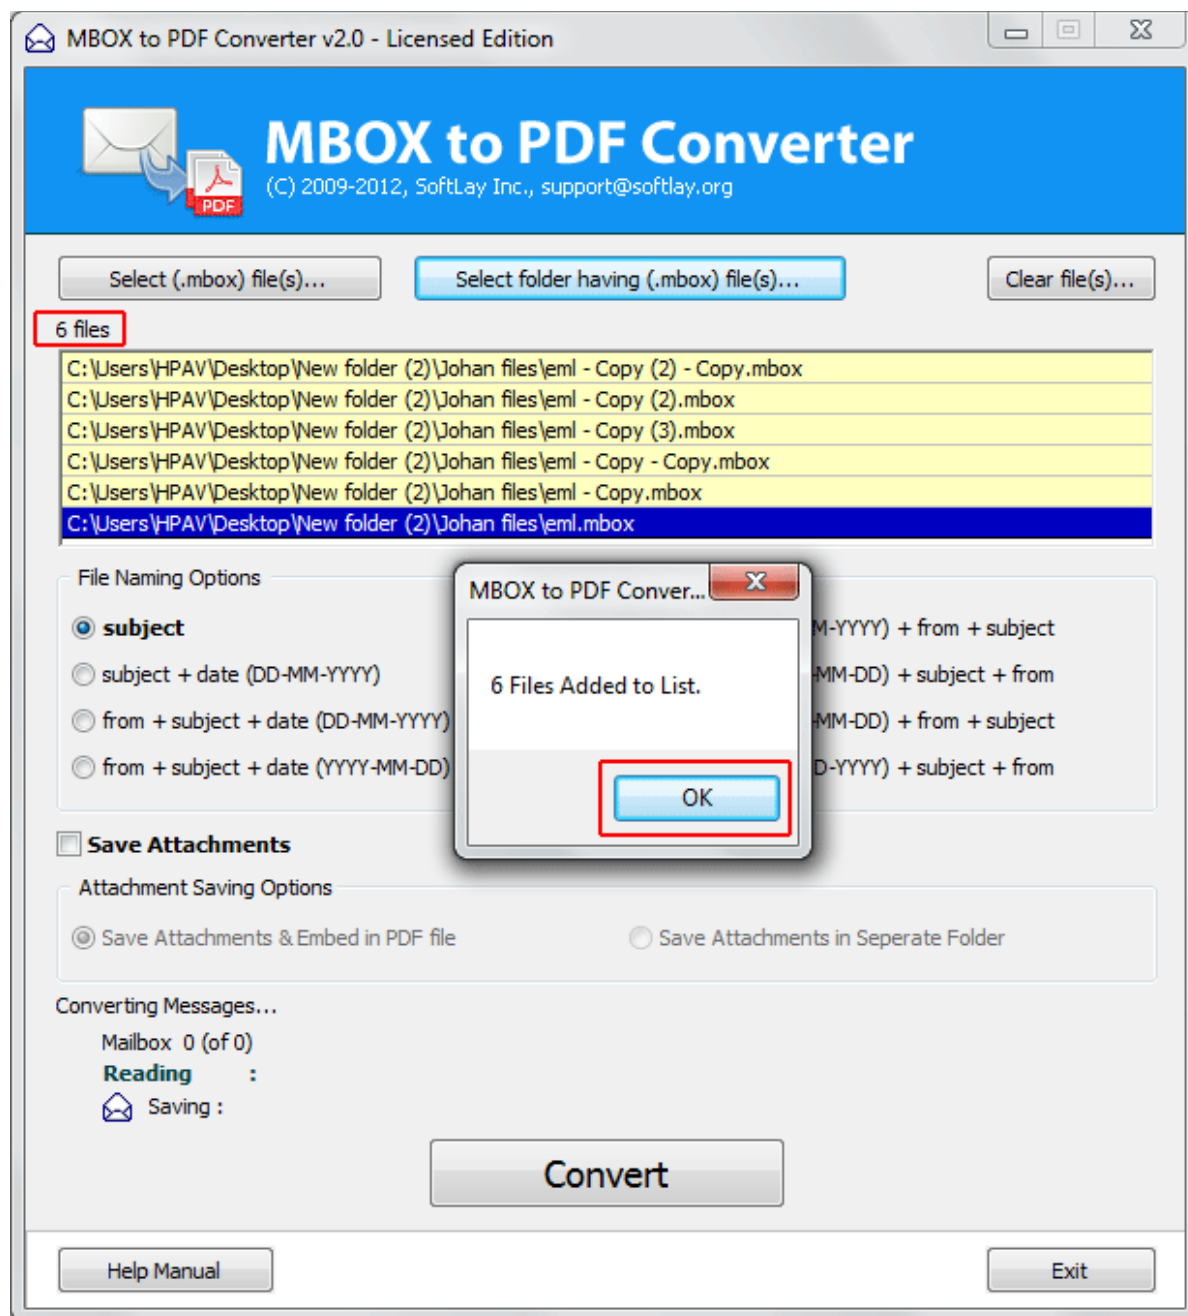 MBOX to PDF Converter v2.0 - Licensed Edition
MBOX to PDF Converter
(C) 2009-2012, SoftLay Inc., support@softlay.org
PDF
Select (.mbox) file(s)...
Select folder having (.mbox) file(s)...
Clear file(s)...
6 files
C:\Users\HPAV\Desktop\New folder (2)\Johan files\eml - Copy (2) - Copy.mbox
C:\Users\HPAV\Desktop\New folder (2)\Johan files\eml - Copy (2).mbox
C:\Users\HPAV\Desktop\New folder (2)\Johan files\eml - Copy (3).mbox
C:\Users\HPAV\Desktop\New folder (2)\Johan files\eml - Copy - Copy.mbox
C:\Users\HPAV\Desktop\New folder (2)\Johan files\eml - Copy.mbox
C:\Users\HPAV\Desktop\New folder (2)\Johan files\eml.mbox
File Naming Options
subject
subject + date (DD-MM-YYYY)
from + subject + date (DD-MM-YYYY)
from + subject + date (YYYY-MM-DD)
M-YYYY) + from + subject
MM-DD) + subject + from
MM-DD) + from + subject
D-YYYY) + subject + from
MBOX to PDF Conver...
6 Files Added to List.
OK
Save Attachments
Attachment Saving Options
Save Attachments & Embed in PDF file
Save Attachments in Seperate Folder
Converting Messages...
Mailbox 0 (of 0)
Reading :
Saving :
Convert
Help Manual
Exit